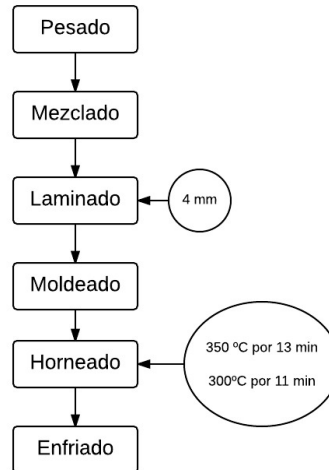 Pesado
Mezclado
Laminado
4 mm
Moldeado
Horneado
350 ºC por 13 min
300ºC por 11 min
Enfriado